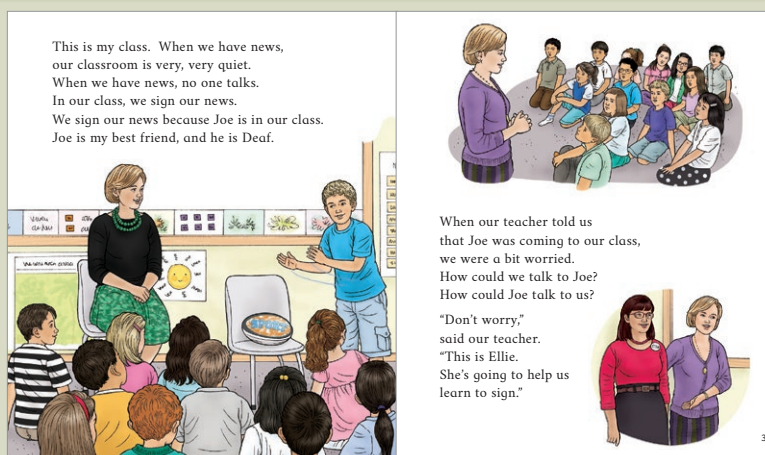 This is my class.  When we have news,
our classroom is very, very quiet.
When we have news, no one talks.
In our class, we sign our news.
We sign our news because Joe is in our class.
Joe is my best friend, and he is Deaf.
When our teacher told us
that Joe was coming to our class,
we were a bit worried.
How could we talk to Joe?
How could Joe talk to us?
“Don’t worry,”
said our teacher.
“This is Ellie.
She’s going to help us
learn to sign.”
3